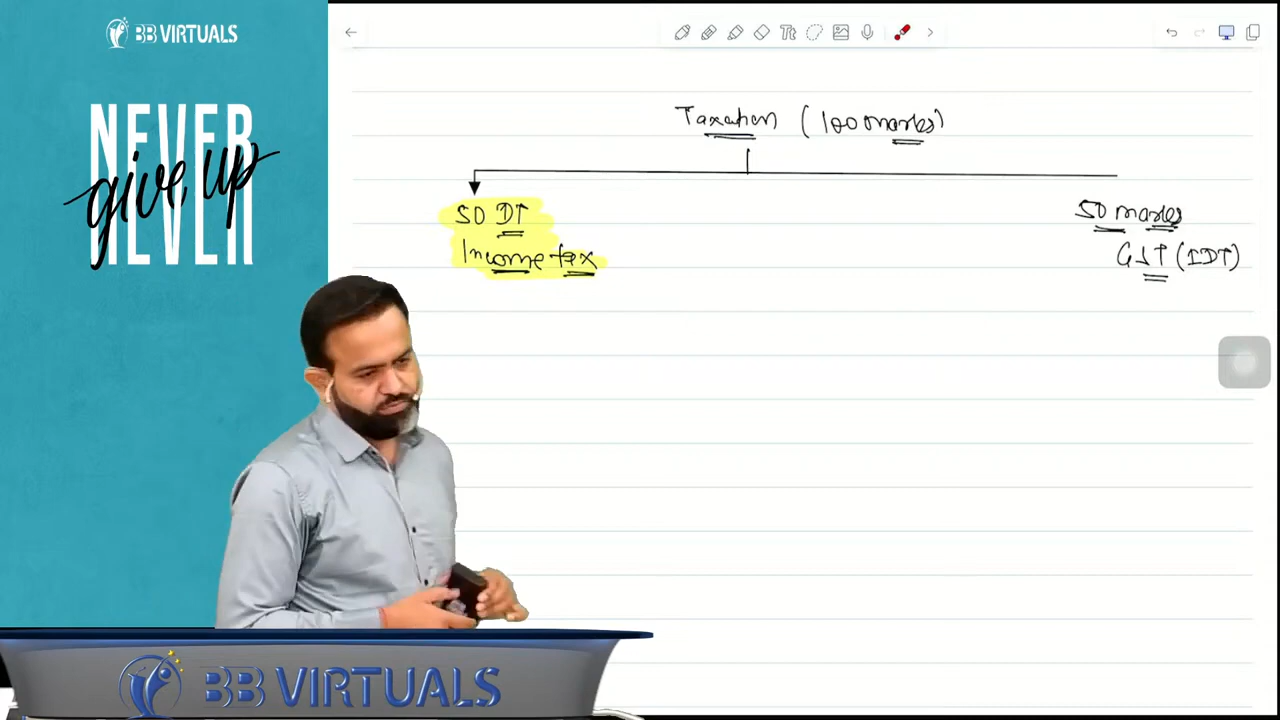 BB VIRTUALS
NEVER
give up
NEVER
Taxation (100 marks)
50 DT
Income tax
50 marks
GST (IDT)
Tt
BB VIRTUALS